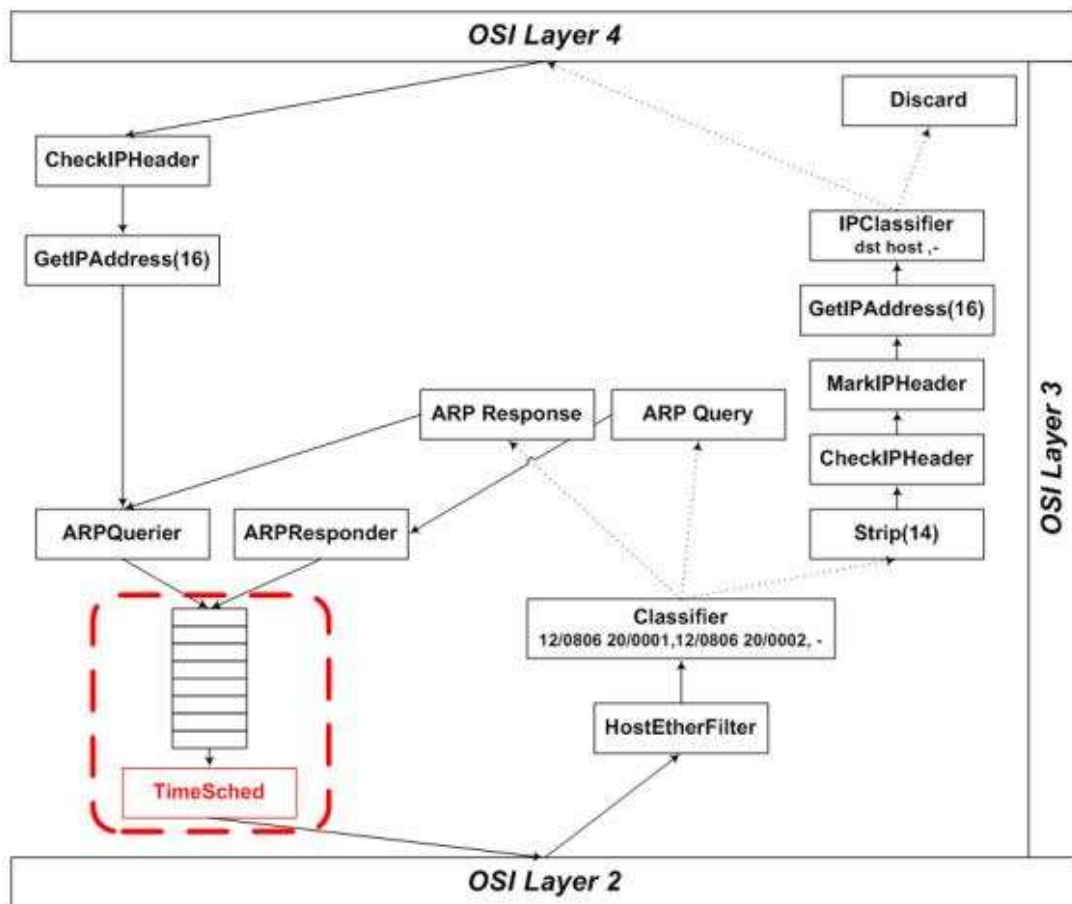 OSI Layer 4
Discard
CheckIPHeader
IPClassifier
dst host ,-
GetIPAddress(16)
GetIPAddress(16)
MarkIPHeader
ARP Response
ARP Query
CheckIPHeader
OSI Layer 3
ARPQuerier
ARPResponder
Strip(14)
Classifier
12/0806 20/0001,12/0806 20/0002, -
HostEtherFilter
TimeSched
OSI Layer 2